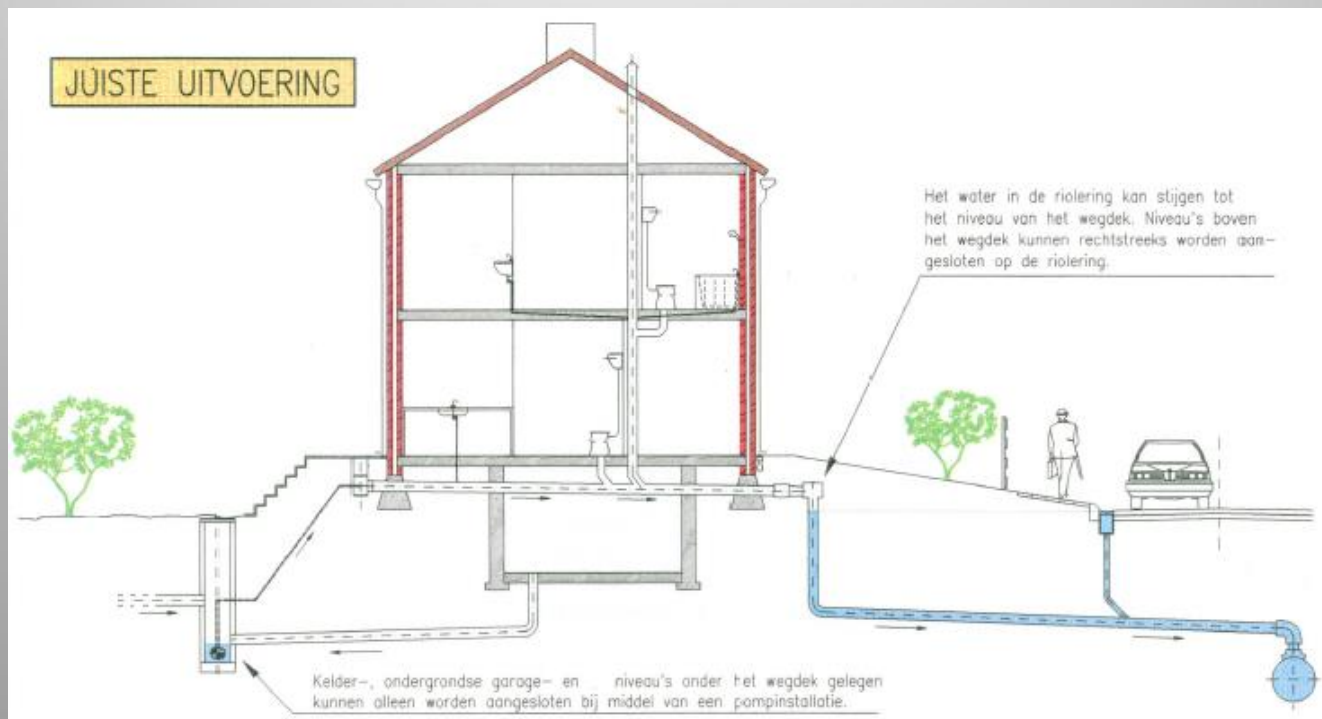 JUISTE UITVOERING
Het water in de riolering kan stijgen tot
het niveau van het wegdek. Niveau's boven
het wegdek kunnen rechtstreeks worden aan-
gesloten op de riolering.
Kelder-, ondergrondse garage- en niveau's onder het wegdek gelegen
kunnen alleen worden aangesloten bij middel van een pompinstallatie.